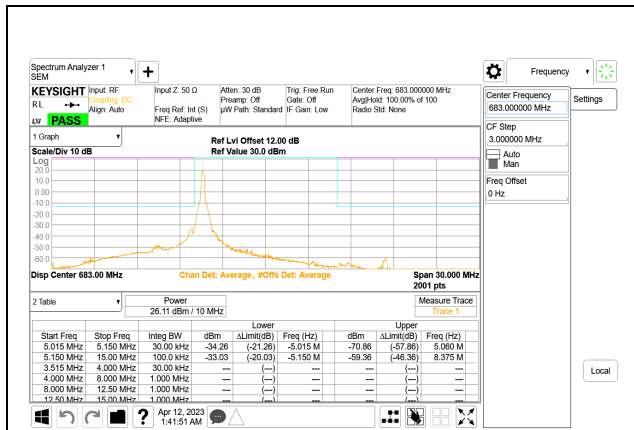 Spectrum Analyzer 1
SEM
+
Frequency
KEYSIGHT Input: RF Input Z: 50 Ω Atten: 30 dB Trig: Free Run Center Freq: 683.000000 MHz
RL Coupling: DC Preamp: Off Gate: Off Avg|Hold: 100.00% of 100
Align: Auto Freq Ref: Int (S) µW Path: Standard IF Gain: Low Radio Std: None
LXI PASS NFE: Adaptive
Center Frequency
683.000000 MHz
Settings
CF Step
3.000000 MHz
Auto
Man
Freq Offset
0 Hz
Local
1 Graph
Ref Lvl Offset 12.00 dB
Scale/Div 10 dB Ref Value 30.0 dBm
Log
20.0
10.0
0.00
-10.0
-20.0
-30.0
-40.0
-50.0
-60.0
Disp Center 683.00 MHz Chan Det: Average, #Offs Det: Average Span 30.000 MHz
2001 pts
2 Table Power Measure Trace
26.11 dBm / 10 MHz Trace 1
Lower Upper
Start Freq Stop Freq Integ BW dBm ΔLimit(dB) Freq (Hz) dBm ΔLimit(dB) Freq (Hz)
5.015 MHz 5.150 MHz 30.00 kHz -34.26 (-21.26) -5.015 M -70.86 (-57.86) 5.060 M
5.150 MHz 15.00 MHz 100.0 kHz -33.03 (-20.03) -5.150 M -59.36 (-46.36) 8.375 M
3.515 MHz 4.000 MHz 30.00 kHz --- (---) --- --- (---) ---
4.000 MHz 8.000 MHz 1.000 MHz --- (---) --- --- (---) ---
8.000 MHz 12.50 MHz 1.000 MHz --- (---) --- --- (---) ---
12.50 MHz 15.00 MHz 1.000 MHz --- (---) --- --- (---) ---
? Apr 12, 2023
1:41:51 AM